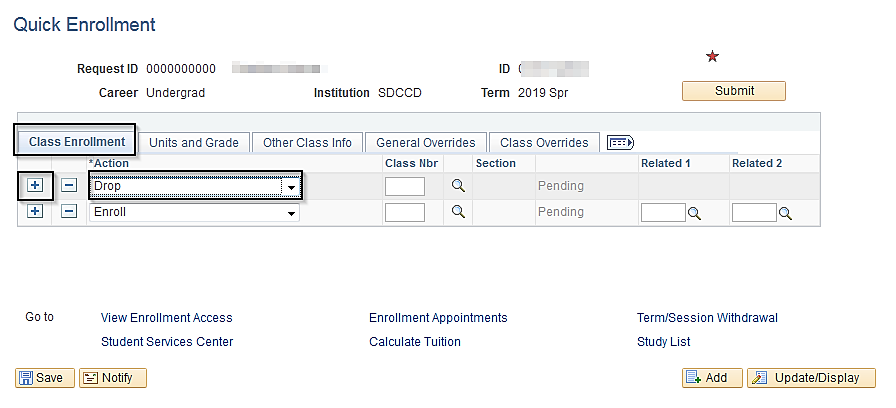 Quick Enrollment
Request ID 0000000000 ID
Career Undergrad Institution SDCCD Term 2019 Spr Submit
Class Enrollment Units and Grade Other Class Info General Overrides Class Overrides
*Action Class Nbr Section Related 1 Related 2
Drop Pending
Enroll Pending
Go to View Enrollment Access Enrollment Appointments Term/Session Withdrawal
Student Services Center Calculate Tuition Study List
Save Notify Add Update/Display